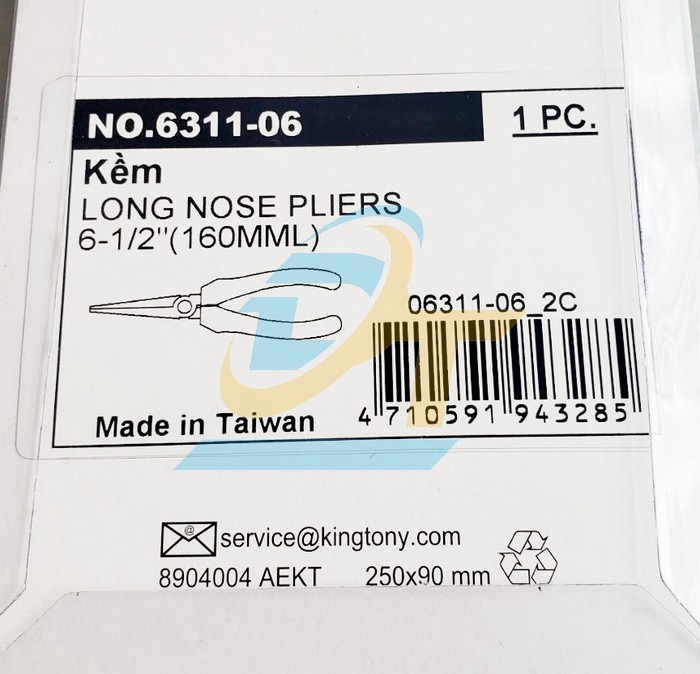 NO.6311-06
1 PC.
Kềm
LONG NOSE PLIERS
6-1/2"(160MML)
06311-06_2C
4 710591 943285
Made in Taiwan
@
service@kingtony.com
8904004 AEKT 250x90 mm
DT